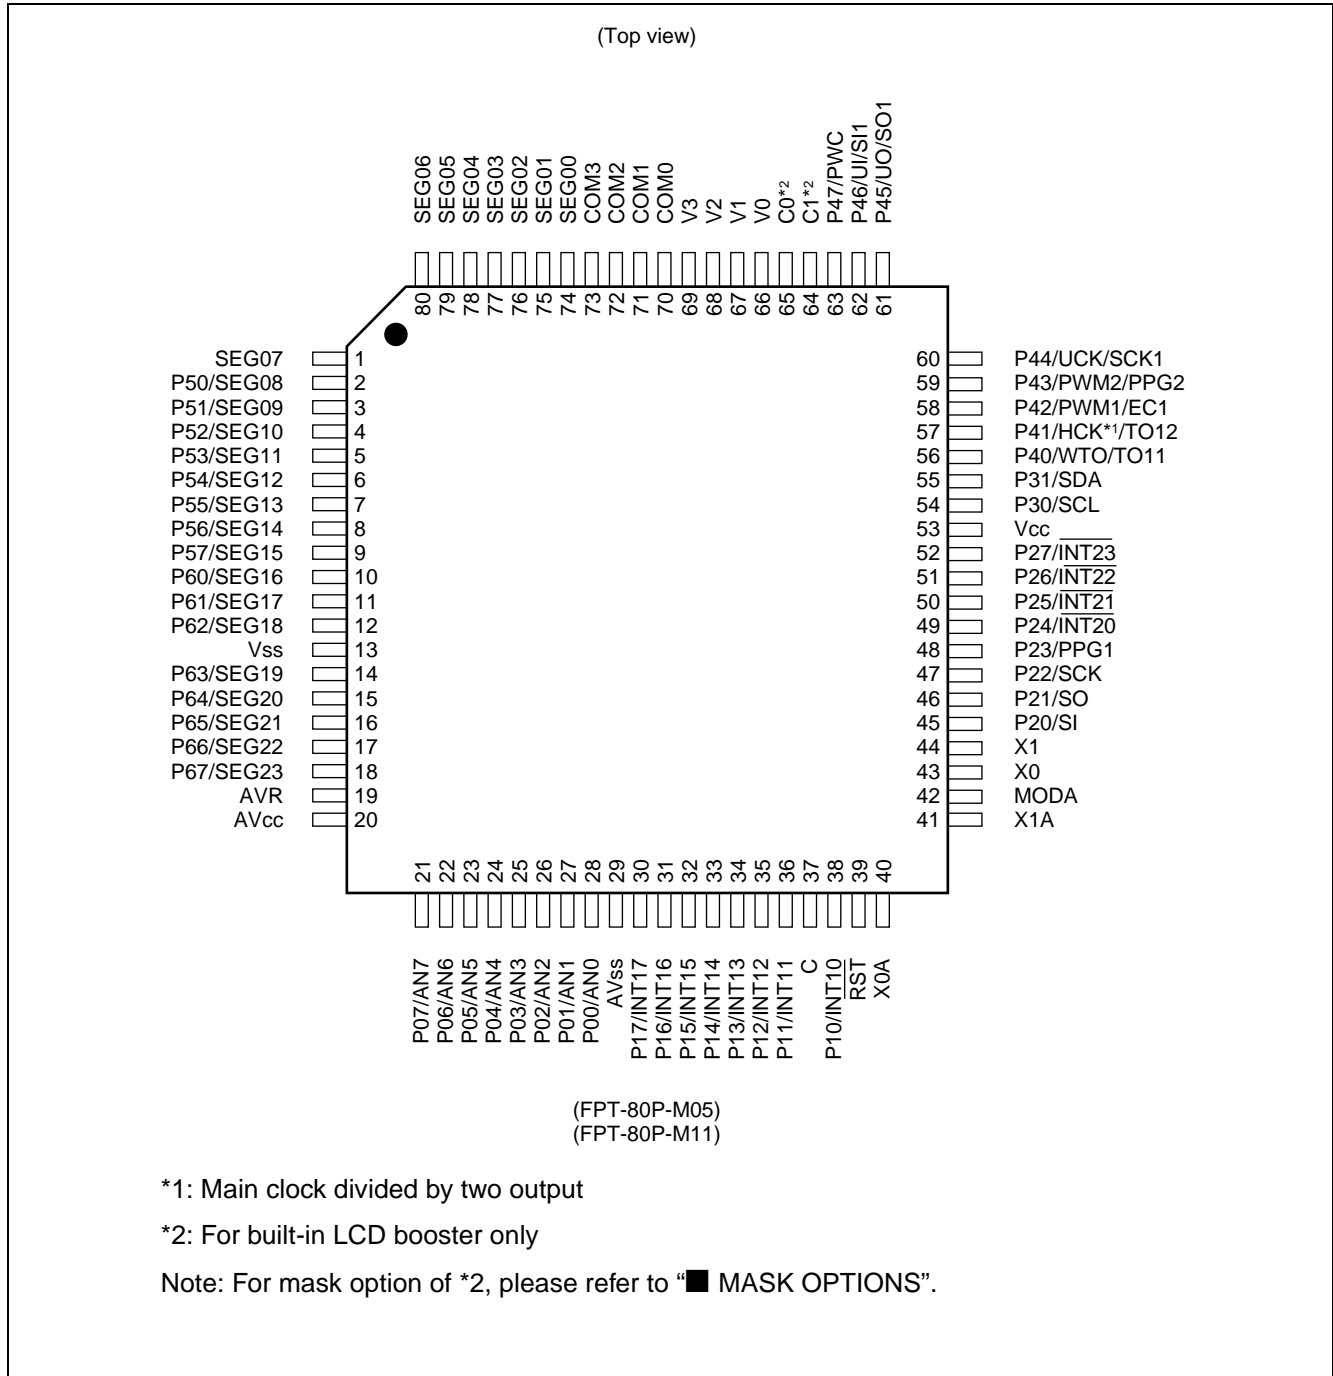 (Top view)
SEG06
SEG05
SEG04
SEG03
SEG02
SEG01
SEG00
COM3
COM2
COM1
COM0
V3
V2
V1
V0
C0*2
C1*2
P47/PWC
P46/UI/SI1
P45/UO/SO1
80
79
78
77
76
75
74
73
72
71
70
69
68
67
66
65
64
63
62
61
SEG07 1 60 P44/UCK/SCK1
P50/SEG08 2 59 P43/PWM2/PPG2
P51/SEG09 3 58 P42/PWM1/EC1
P52/SEG10 4 57 P41/HCK*1/TO12
P53/SEG11 5 56 P40/WTO/TO11
P54/SEG12 6 55 P31/SDA
P55/SEG13 7 54 P30/SCL
P56/SEG14 8 53 Vcc
P57/SEG15 9 52 P27/INT23
P60/SEG16 10 51 P26/INT22
P61/SEG17 11 50 P25/INT21
P62/SEG18 12 49 P24/INT20
Vss 13 48 P23/PPG1
P63/SEG19 14 47 P22/SCK
P64/SEG20 15 46 P21/SO
P65/SEG21 16 45 P20/SI
P66/SEG22 17 44 X1
P67/SEG23 18 43 X0
AVR 19 42 MODA
AVcc 20 41 X1A
21
22
23
24
25
26
27
28
29
30
31
32
33
34
35
36
37
38
39
40
P07/AN7
P06/AN6
P05/AN5
P04/AN4
P03/AN3
P02/AN2
P01/AN1
P00/AN0
AVss
P17/INT17
P16/INT16
P15/INT15
P14/INT14
P13/INT13
P12/INT12
P11/INT11
C
P10/INT10
RST
X0A
(FPT-80P-M05)
(FPT-80P-M11)
*1: Main clock divided by two output
*2: For built-in LCD booster only
Note: For mask option of *2, please refer to “■ MASK OPTIONS”.